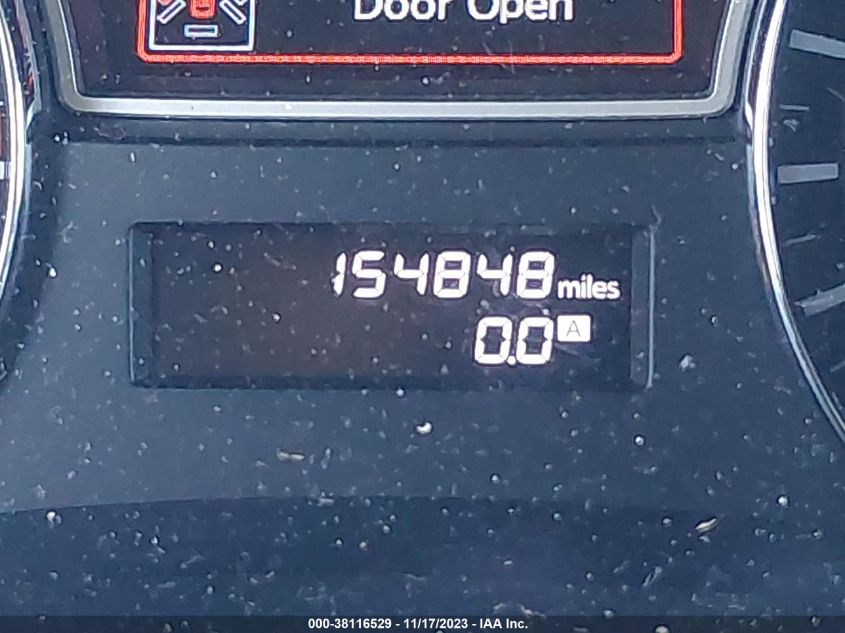 Door Open
154848 miles
0.0 A
000-38116529 - 11/17/2023 - IAA Inc.